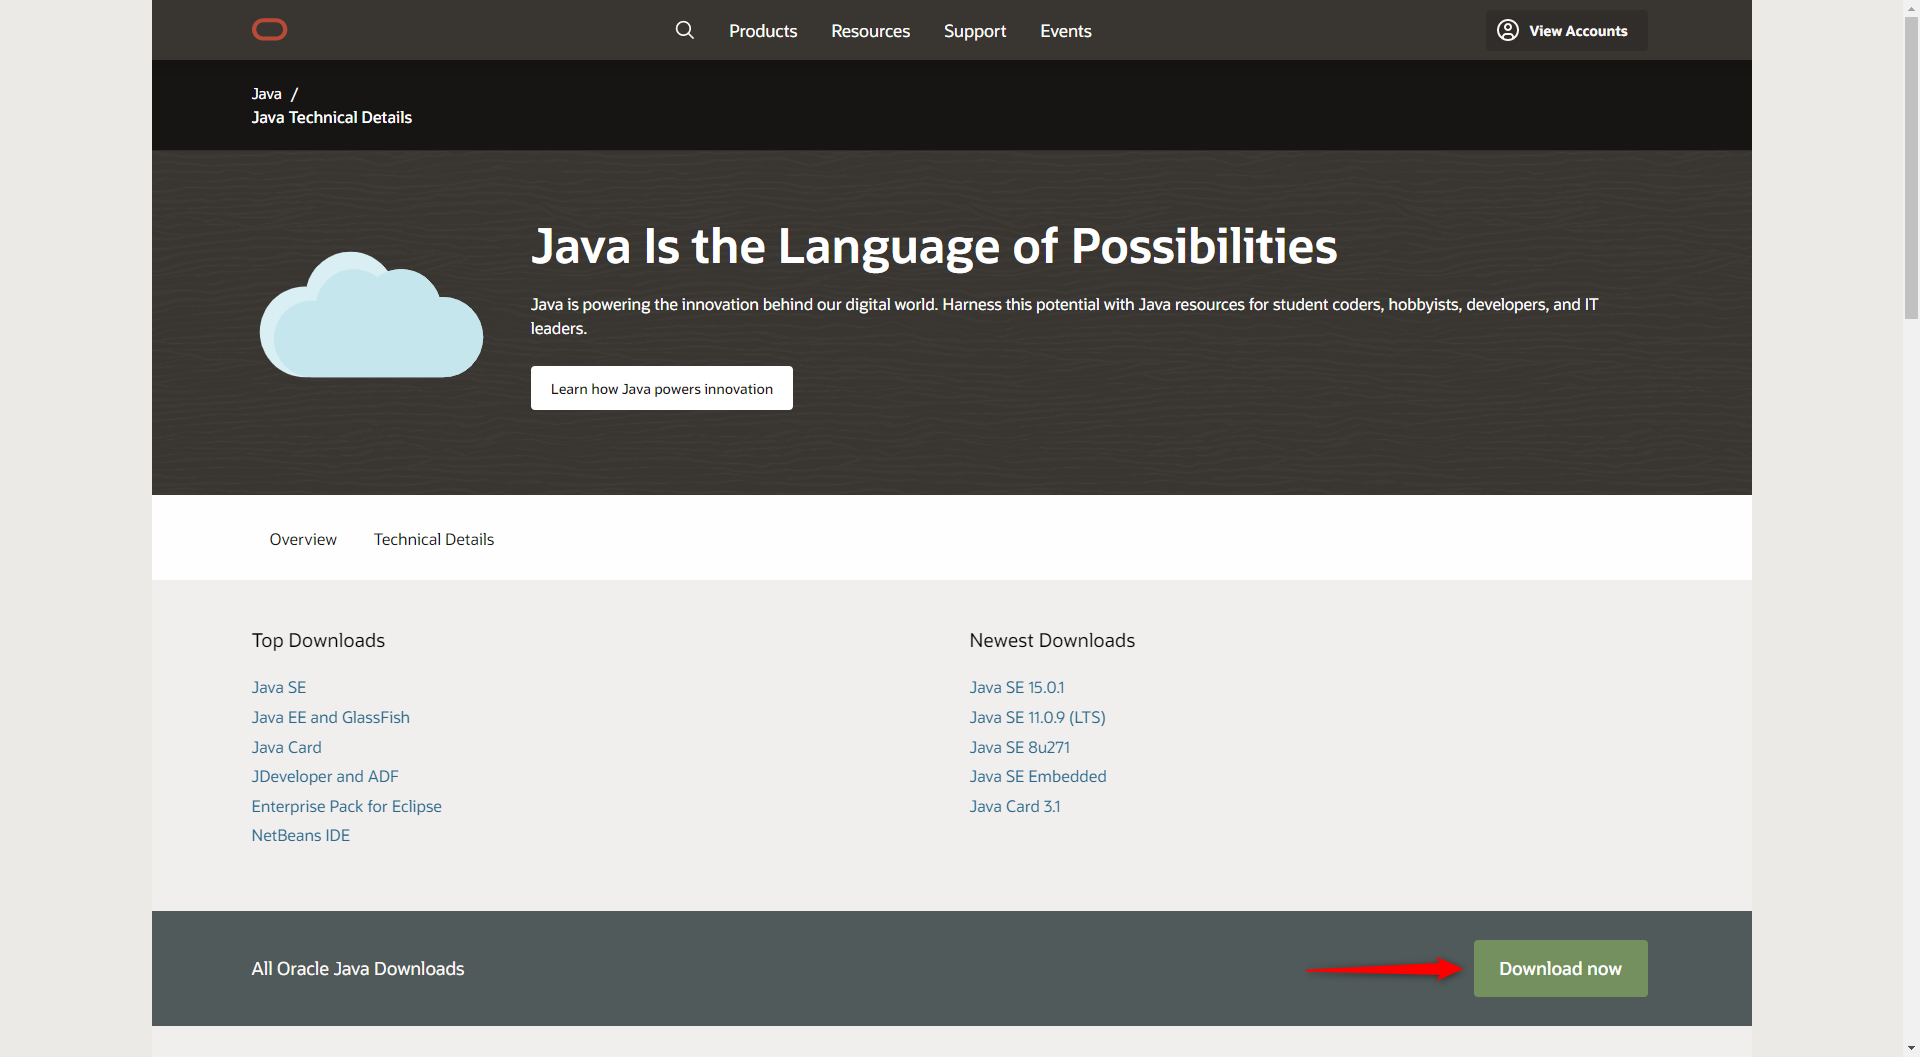 Products
Resources
Support
Events
View Accounts
Java /
Java Technical Details
Java Is the Language of Possibilities
Java is powering the innovation behind our digital world. Harness this potential with Java resources for student coders, hobbyists, developers, and IT
leaders.
Learn how Java powers innovation
Overview
Technical Details
Top Downloads
Java SE
Java EE and GlassFish
Java Card
JDeveloper and ADF
Enterprise Pack for Eclipse
NetBeans IDE
Newest Downloads
Java SE 15.0.1
Java SE 11.0.9 (LTS)
Java SE 8u271
Java SE Embedded
Java Card 3.1
All Oracle Java Downloads
Download now